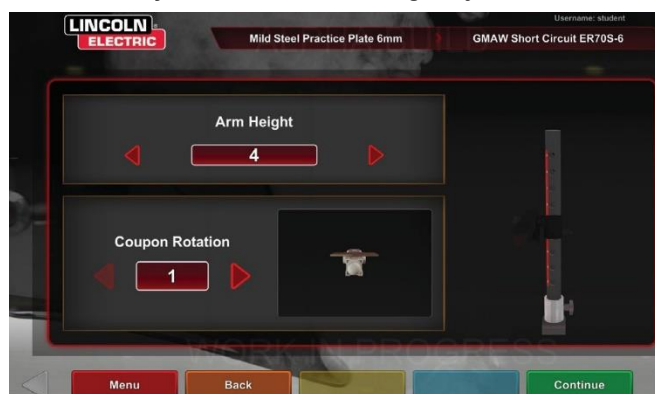 LINCOLN
ELECTRIC
Username: student
Mild Steel Practice Plate 6mm
GMAW Short Circuit ER70S-6
Arm Height
4
Coupon Rotation
1
WORK IN PROGRESS
Menu
Back
Continue